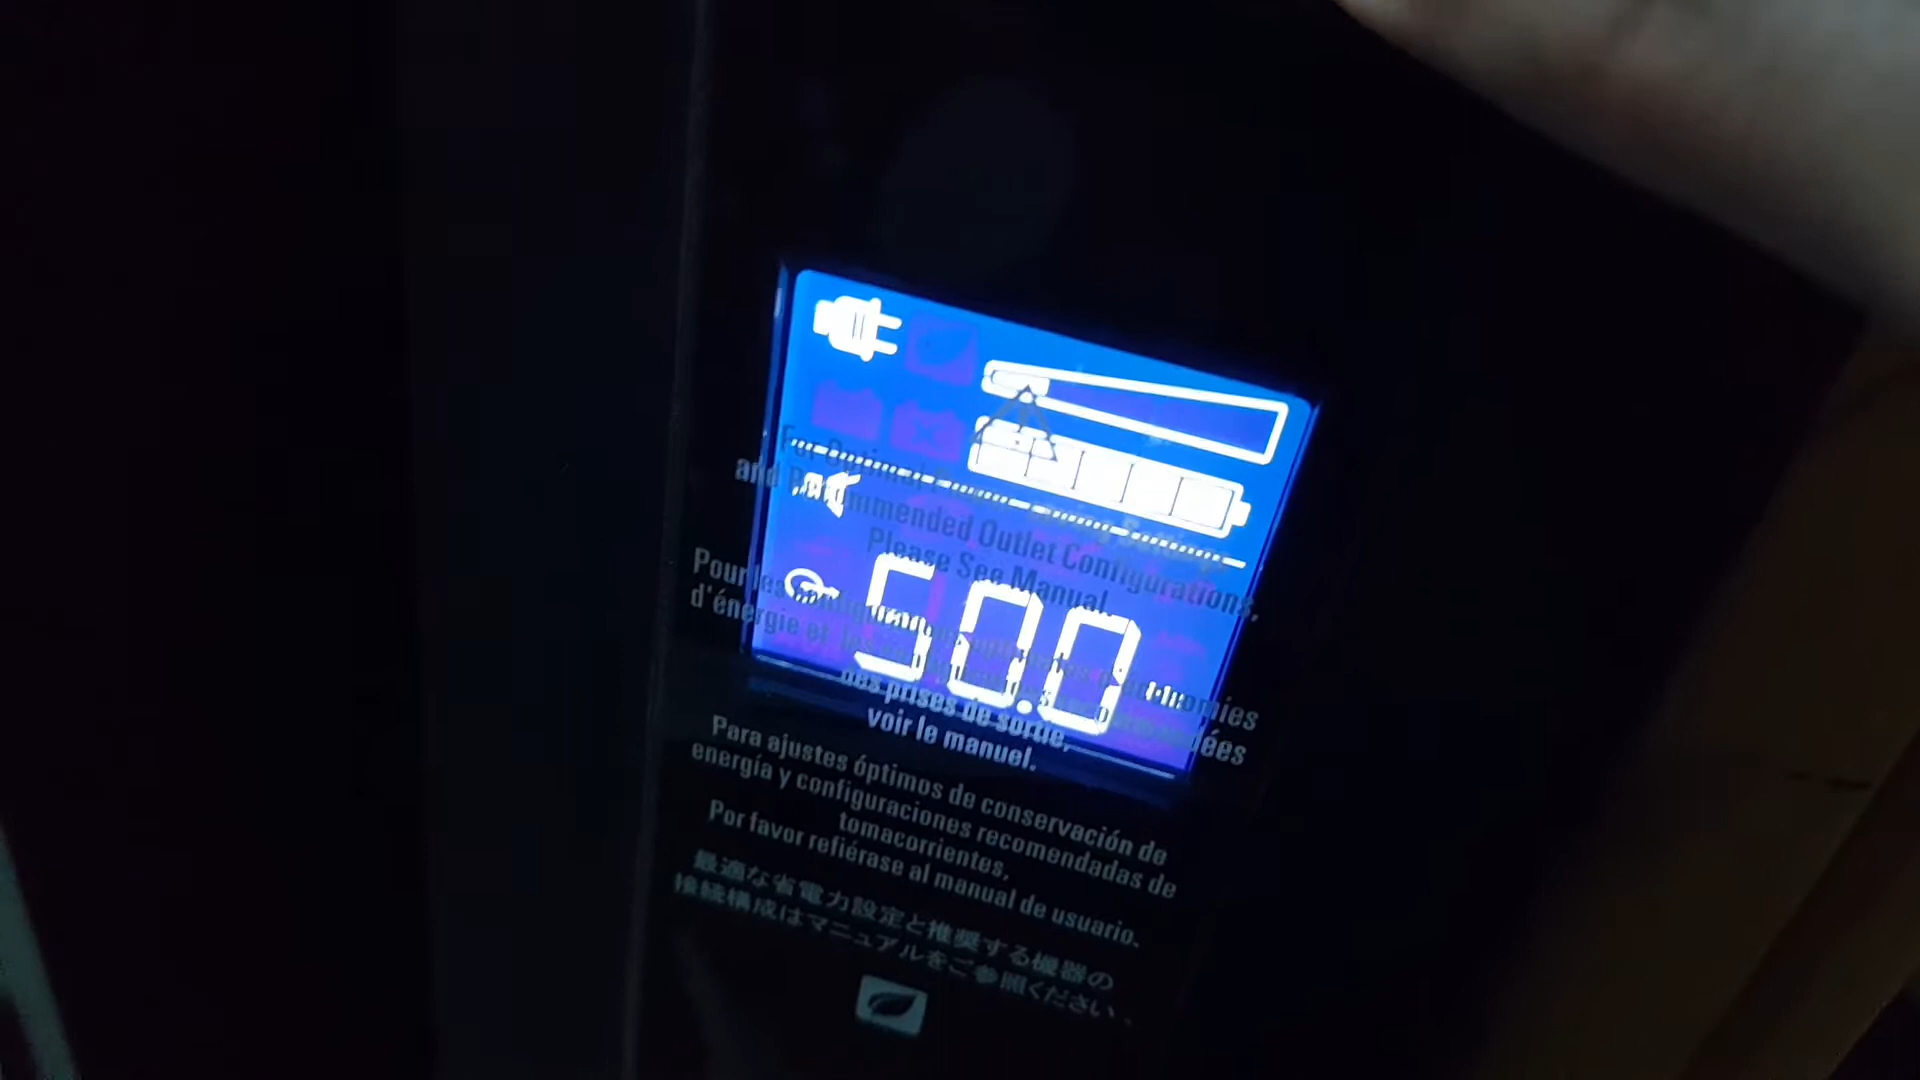 For Optimal Power Saving Settings
and Recommended Outlet Configurations,
Please See Manual.
50.0
Pour les configurations optimales d'économies
d'énergie et les
des prises de sortie,
voir le manuel.
Para ajustes óptimos de conservación de
energía y configuraciones recomendadas de
tomacorrientes,
Por favor refiérase al manual de usuario.
最適な省電力設定と推奨する機器の
接続構成はマニュアルをご参照ください。